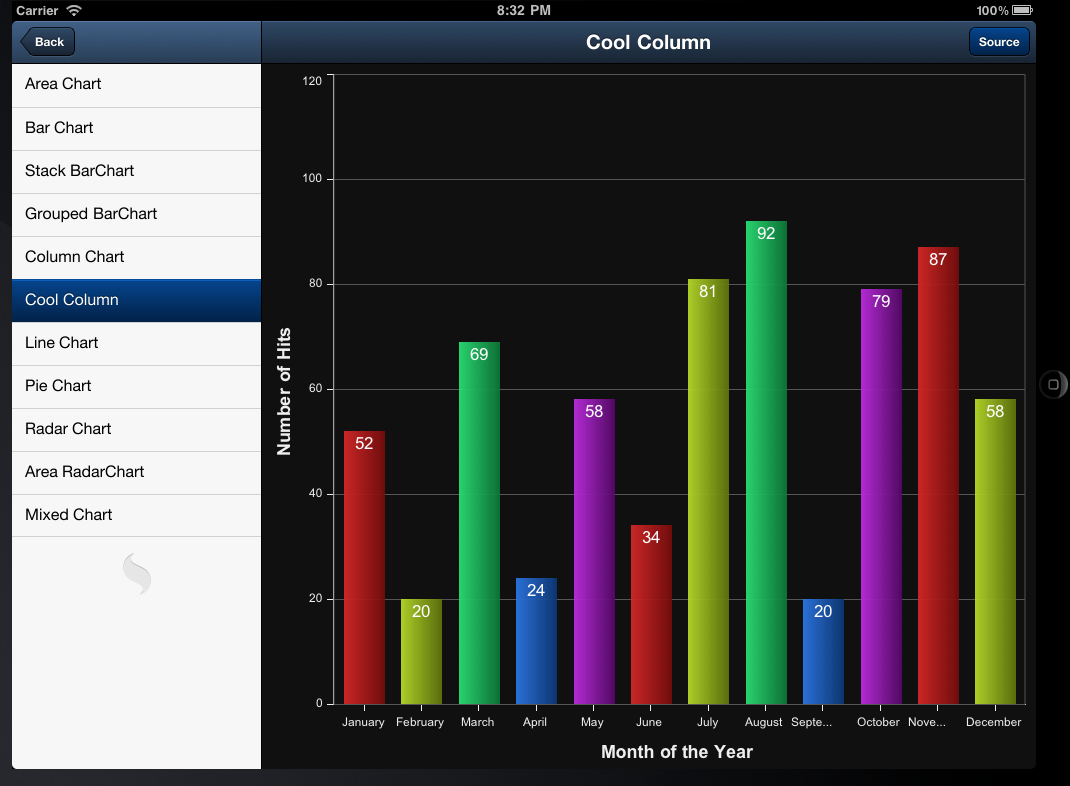 Carrier
8:32 PM
100%
Back
Cool Column
Source
Area Chart
Bar Chart
Stack BarChart
Grouped BarChart
Column Chart
Cool Column
Line Chart
Pie Chart
Radar Chart
Area RadarChart
Mixed Chart
Number of Hits
120
100
80
60
40
20
0
52
20
69
24
58
34
81
92
20
79
87
58
January February March April May June July August Septe... October Nove... December
Month of the Year